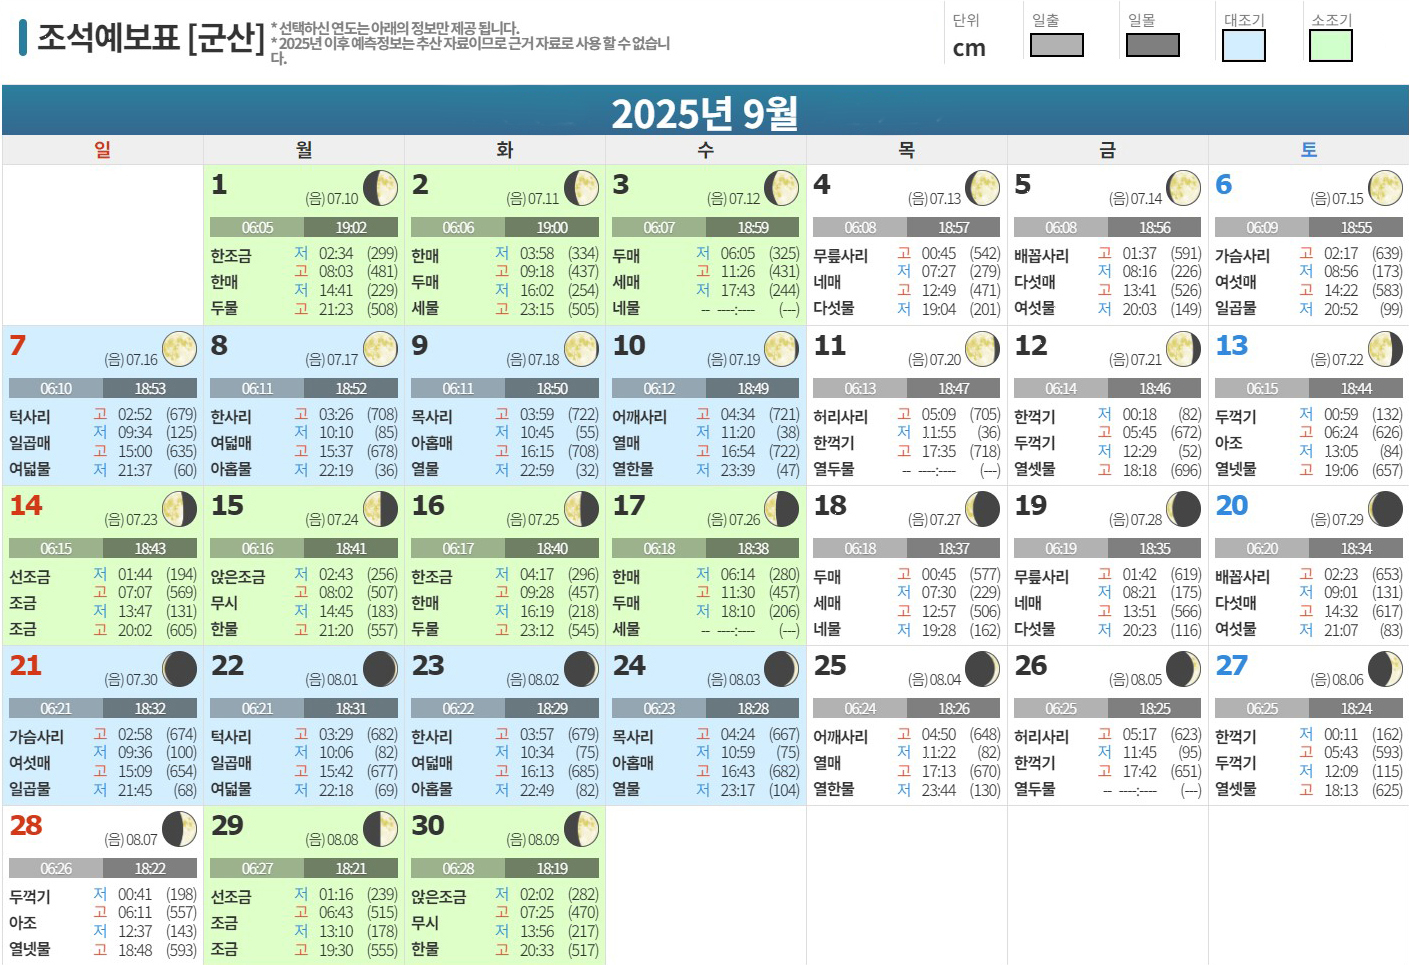 조석예보표 [군산]
* 선택하신 연도는 아래의 정보만 제공 됩니다.
* 2025년 이후 예측정보는 추산 자료이므로 근거 자료로 사용 할 수 없습니
다.
단위 일출 일몰 대조기 소조기
cm
2025년 9월
일 월 화 수 목 금 토
1 (음) 07.10
06:05 19:02
한조금 한매 두물
저 02:34 (299)
고 08:03 (481)
저 14:41 (229)
고 21:23 (508)
2 (음) 07.11
06:06 19:00
한매 두매 세물
저 03:58 (334)
고 09:18 (437)
저 16:02 (254)
고 23:15 (505)
3 (음) 07.12
06:07 18:59
두매 세매 네물
저 06:05 (325)
고 11:26 (431)
저 17:43 (244)
-- ----:---- (---)
4 (음) 07.13
06:08 18:57
무릎사리 네매 다섯물
고 00:45 (542)
저 07:27 (279)
고 12:49 (471)
저 19:04 (201)
5 (음) 07.14
06:08 18:56
배꼽사리 다섯매 여섯물
고 01:37 (591)
저 08:16 (226)
고 13:41 (526)
저 20:03 (149)
6 (음) 07.15
06:09 18:55
가슴사리 여섯매 일곱물
고 02:17 (639)
저 08:56 (173)
고 14:22 (583)
저 20:52 (99)
7 (음) 07.16
06:10 18:53
턱사리 일곱매 여덟물
고 02:52 (679)
저 09:34 (125)
고 15:00 (635)
저 21:37 (60)
8 (음) 07.17
06:11 18:52
한사리 여덟매 아홉물
고 03:26 (708)
저 10:10 (85)
고 15:37 (678)
저 22:19 (36)
9 (음) 07.18
06:11 18:50
목사리 아홉매 열물
고 03:59 (722)
저 10:45 (55)
고 16:15 (708)
저 22:59 (32)
10 (음) 07.19
06:12 18:49
어깨사리 열매 열한물
고 04:34 (721)
저 11:20 (38)
고 16:54 (722)
저 23:39 (47)
11 (음) 07.20
06:13 18:47
허리사리 한꺽기 열두물
고 05:09 (705)
저 11:55 (36)
고 17:35 (718)
-- ----:---- (---)
12 (음) 07.21
06:14 18:46
한꺽기 두꺽기 열셋물
저 00:18 (82)
고 05:45 (672)
저 12:29 (52)
고 18:18 (696)
13 (음) 07.22
06:15 18:44
두꺽기 아조 열넷물
저 00:59 (132)
고 06:24 (626)
저 13:05 (84)
고 19:06 (657)
14 (음) 07.23
06:15 18:43
선조금 조금 조금
저 01:44 (194)
고 07:07 (569)
저 13:47 (131)
고 20:02 (605)
15 (음) 07.24
06:16 18:41
앉은조금 무시 한물
저 02:43 (256)
고 08:02 (507)
저 14:45 (183)
고 21:20 (557)
16 (음) 07.25
06:17 18:40
한조금 한매 두물
저 04:17 (296)
고 09:28 (457)
저 16:19 (218)
고 23:12 (545)
17 (음) 07.26
06:18 18:38
한매 두매 세물
저 06:14 (280)
고 11:30 (457)
저 18:10 (206)
-- ----:---- (---)
18 (음) 07.27
06:18 18:37
두매 세매 네물
고 00:45 (577)
저 07:30 (229)
고 12:57 (506)
저 19:28 (162)
19 (음) 07.28
06:19 18:35
무릎사리 네매 다섯물
고 01:42 (619)
저 08:21 (175)
고 13:51 (566)
저 20:23 (116)
20 (음) 07.29
06:20 18:34
배꼽사리 다섯매 여섯물
고 02:23 (653)
저 09:01 (131)
고 14:32 (617)
저 21:07 (83)
21 (음) 07.30
06:21 18:32
가슴사리 여섯매 일곱물
고 02:58 (674)
저 09:36 (100)
고 15:09 (654)
저 21:45 (68)
22 (음) 08.01
06:21 18:31
턱사리 일곱매 여덟물
고 03:29 (682)
저 10:06 (82)
고 15:42 (677)
저 22:18 (69)
23 (음) 08.02
06:22 18:29
한사리 여덟매 아홉물
고 03:57 (679)
저 10:34 (75)
고 16:13 (685)
저 22:49 (82)
24 (음) 08.03
06:23 18:28
목사리 아홉매 열물
고 04:24 (667)
저 10:59 (75)
고 16:43 (682)
저 23:17 (104)
25 (음) 08.04
06:24 18:26
어깨사리 열매 열한물
고 04:50 (648)
저 11:22 (82)
고 17:13 (670)
저 23:44 (130)
26 (음) 08.05
06:25 18:25
허리사리 한꺽기 열두물
고 05:17 (623)
저 11:45 (95)
고 17:42 (651)
-- ----:---- (---)
27 (음) 08.06
06:25 18:24
한꺽기 두꺽기 열셋물
저 00:11 (162)
고 05:43 (593)
저 12:09 (115)
고 18:13 (625)
28 (음) 08.07
06:26 18:22
두꺽기 아조 열넷물
저 00:41 (198)
고 06:11 (557)
저 12:37 (143)
고 18:48 (593)
29 (음) 08.08
06:27 18:21
선조금 조금 조금
저 01:16 (239)
고 06:43 (515)
저 13:10 (178)
고 19:30 (555)
30 (음) 08.09
06:28 18:19
앉은조금 무시 한물
저 02:02 (282)
고 07:25 (470)
저 13:56 (217)
고 20:33 (517)